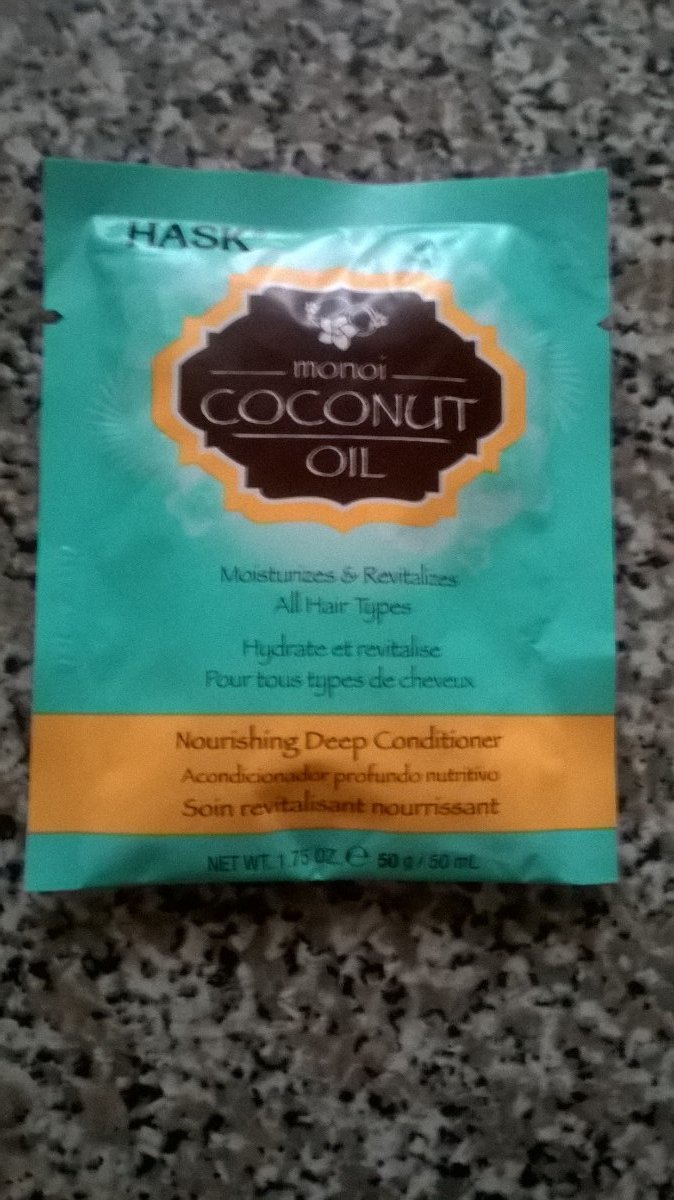 HASK
monoi
COCONUT
OIL
Moisturizes & Revitalizes
All Hair Types
Hydrate et revitalise
Pour tous types de cheveux
Nourishing Deep Conditioner
Acondicionador profundo nutritivo
Soin revitalisant nourrissant
NET WT. 1.75 OZ. ℮ 50 g / 50 mL